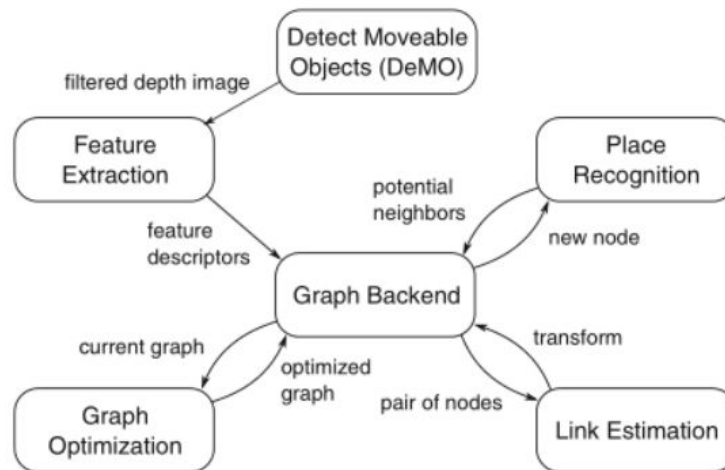 Detect Moveable
Objects (DeMO)
filtered depth image
Feature
Extraction
Place
Recognition
potential
neighbors
feature
descriptors
new node
Graph Backend
current graph
optimized
graph
transform
pair of nodes
Graph
Optimization
Link Estimation